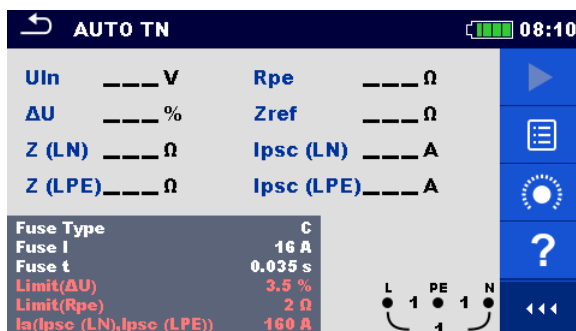 AUTO TN 08:10
Uln ___V Rpe ___Ω
ΔU ___% Zref ___Ω
Z (LN) ___Ω Ipsc (LN) ___A
Z (LPE)___Ω Ipsc (LPE)___A
Fuse Type C
Fuse I 16 A
Fuse t 0.035 s
Limit(ΔU) 3.5 %
Limit(Rpe) 2 Ω
Ia(Ipsc (LN),Ipsc (LPE)) 160 A
L PE N
1 1
1
?